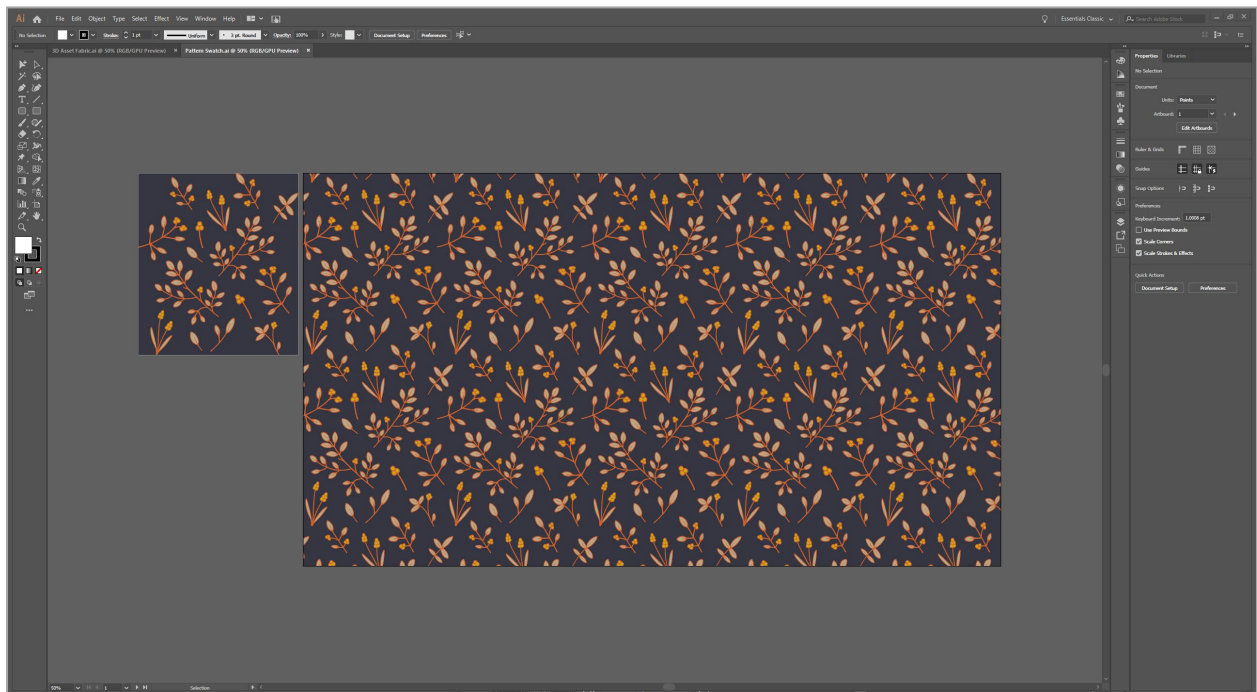 Ai File Edit Object Type Select Effect View Window Help Essentials Classic Search Adobe Stock
No Selection Stroke: 1 pt Uniform 3 pt. Round Opacity: 100% Style: Document Setup Preferences
3D Asset Fabric.ai @ 50% (RGB/GPU Preview) × Pattern Swatch.ai @ 50% (RGB/GPU Preview) ×
Properties Libraries
No Selection
Document
Units: Points
Artboard: 1
Edit Artboards
Ruler & Grids
Guides
Snap Options
Preferences
Keyboard Increment: 1.0000 pt
Use Preview Bounds
Scale Corners
Scale Strokes & Effects
Quick Actions
Document Setup Preferences
50% 1 Selection